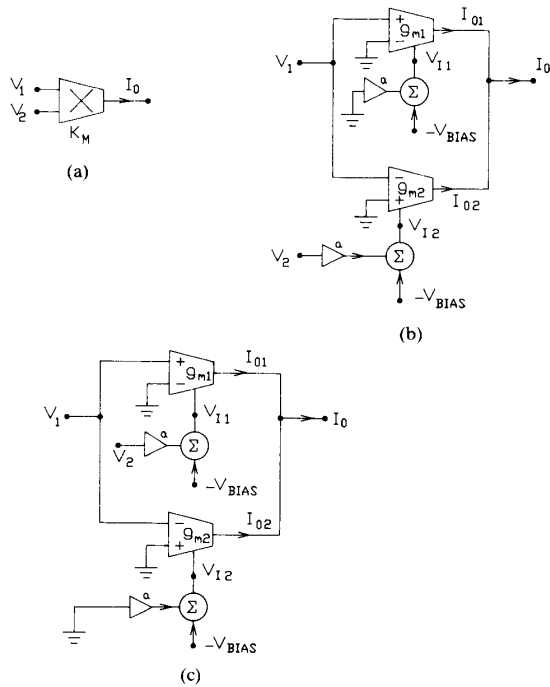 V1
V2
I0
KM
(a)
V1
+
−
gm1
I01
VI1
a
Σ
−VBIAS
I0
−
gm2
+
I02
VI2
V2
a
Σ
−VBIAS
(b)
V1
+
−
gm1
I01
VI1
V2
a
Σ
−VBIAS
I0
−
gm2
+
I02
VI2
a
Σ
−VBIAS
(c)